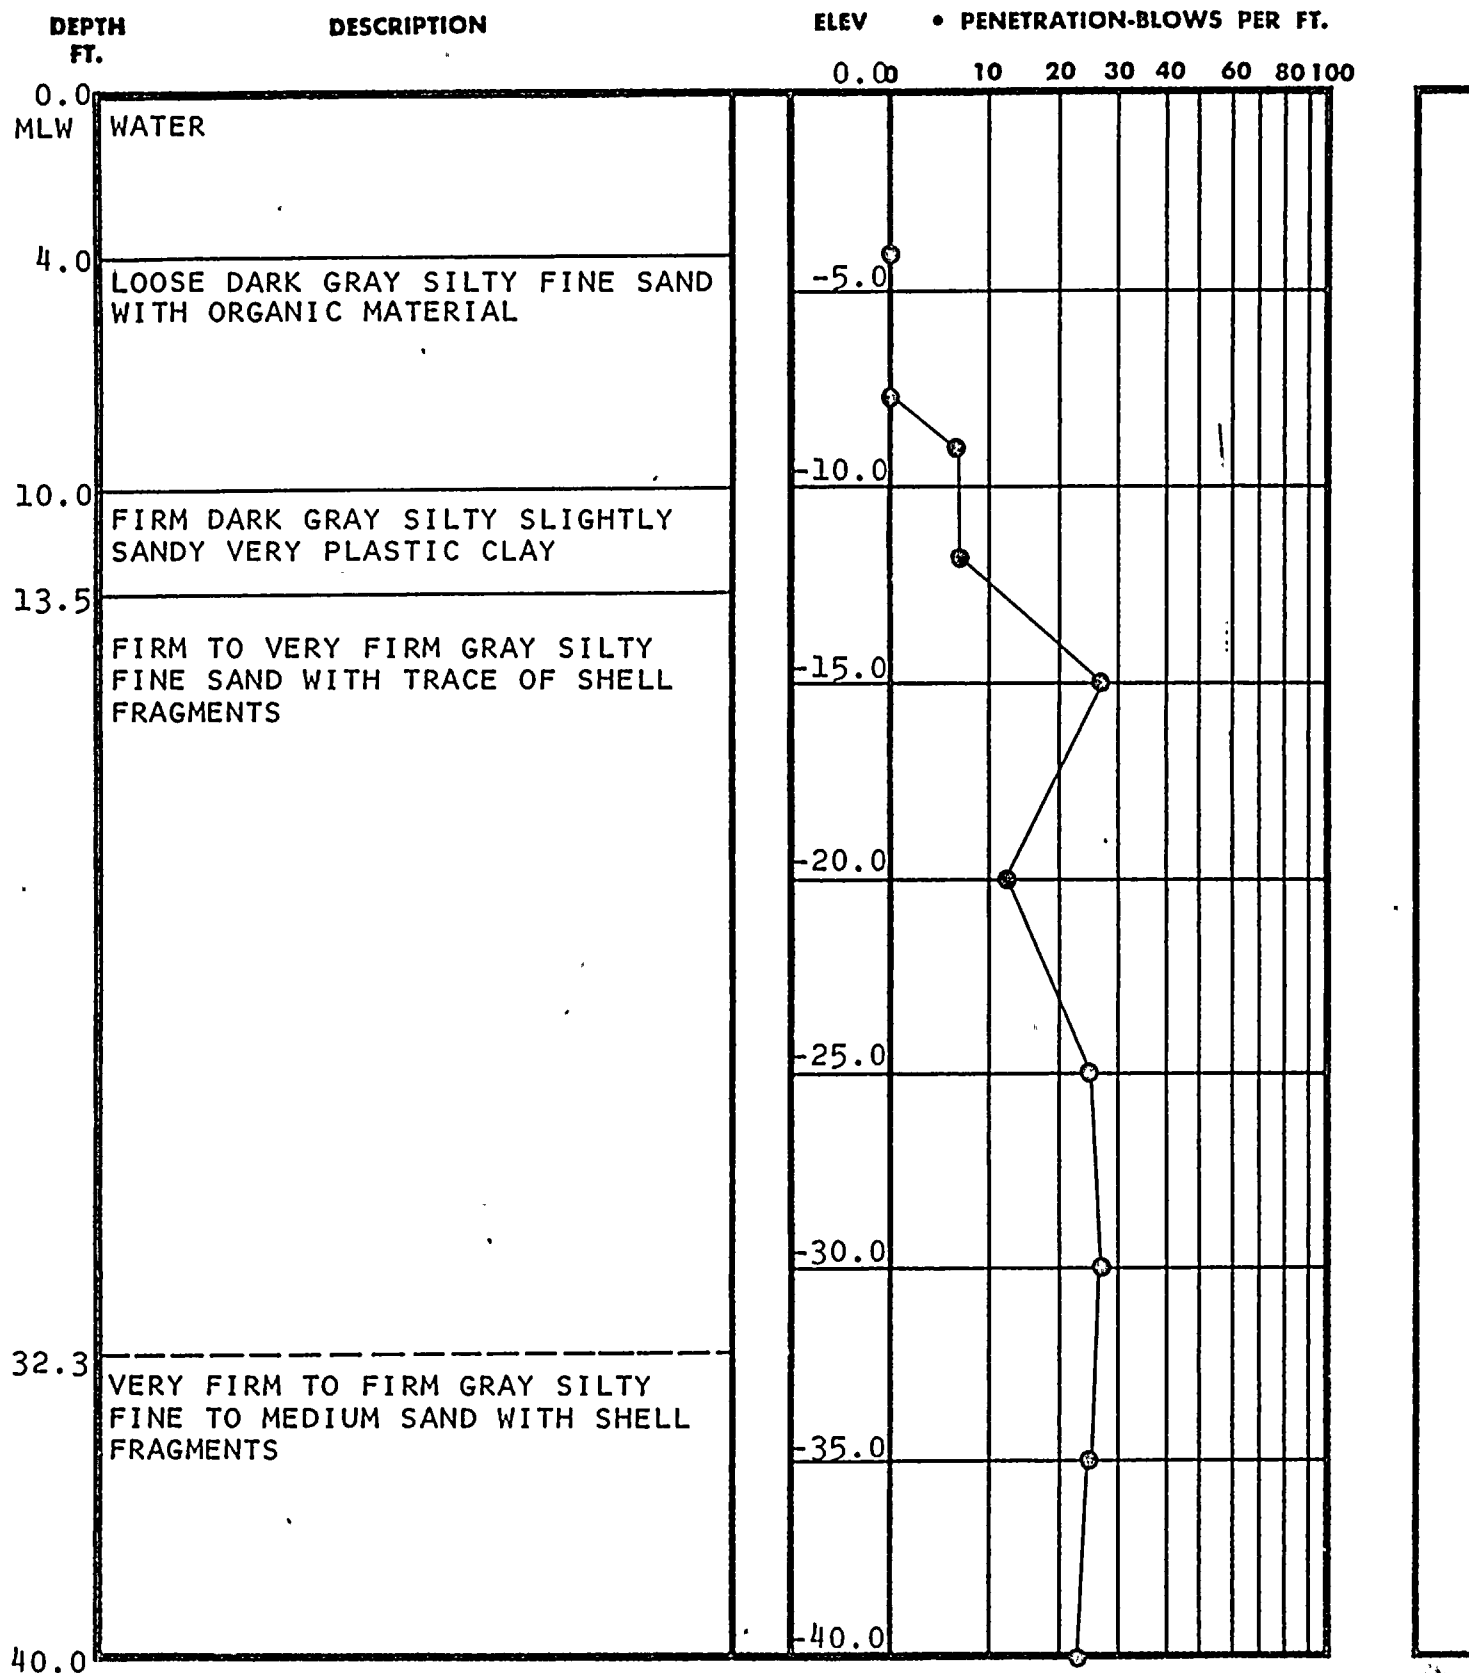 DEPTH FT.
DESCRIPTION
ELEV
• PENETRATION-BLOWS PER FT.
0.0
0 10 20 30 40 60 80 100
0.0
MLW
WATER
4.0
LOOSE DARK GRAY SILTY FINE SAND
WITH ORGANIC MATERIAL
-5.0
-10.0
10.0
FIRM DARK GRAY SILTY SLIGHTLY
SANDY VERY PLASTIC CLAY
13.5
FIRM TO VERY FIRM GRAY SILTY
FINE SAND WITH TRACE OF SHELL
FRAGMENTS
-15.0
-20.0
-25.0
-30.0
32.3
VERY FIRM TO FIRM GRAY SILTY
FINE TO MEDIUM SAND WITH SHELL
FRAGMENTS
-35.0
-40.0
40.0